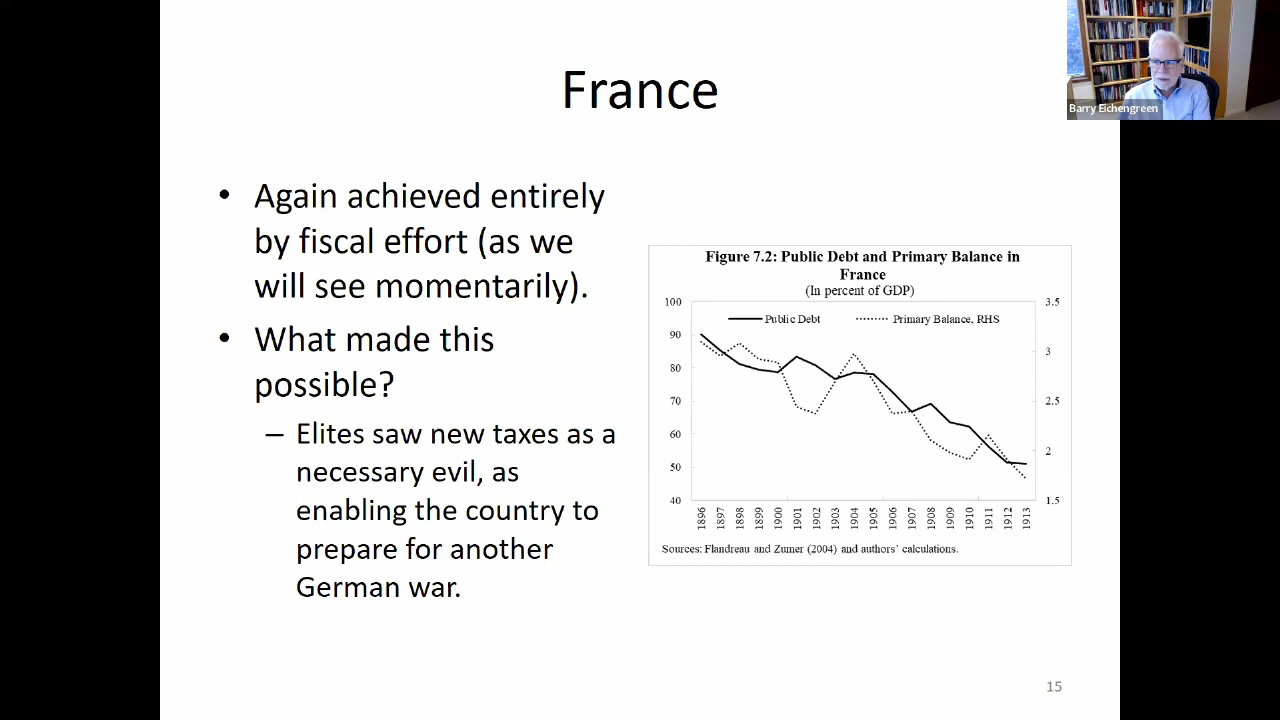 France
Barry Eichengreen
• Again achieved entirely
by fiscal effort (as we
will see momentarily).
• What made this
possible?
– Elites saw new taxes as a
necessary evil, as
enabling the country to
prepare for another
German war.
Figure 7.2: Public Debt and Primary Balance in
France
(In percent of GDP)
100 3.5
Public Debt Primary Balance, RHS
90
3
80
70 2.5
60
2
50
40 1.5
1896 1897 1898 1899 1900 1901 1902 1903 1904 1905 1906 1907 1908 1909 1910 1911 1912 1913
Sources: Flandreau and Zumer (2004) and authors' calculations.
15